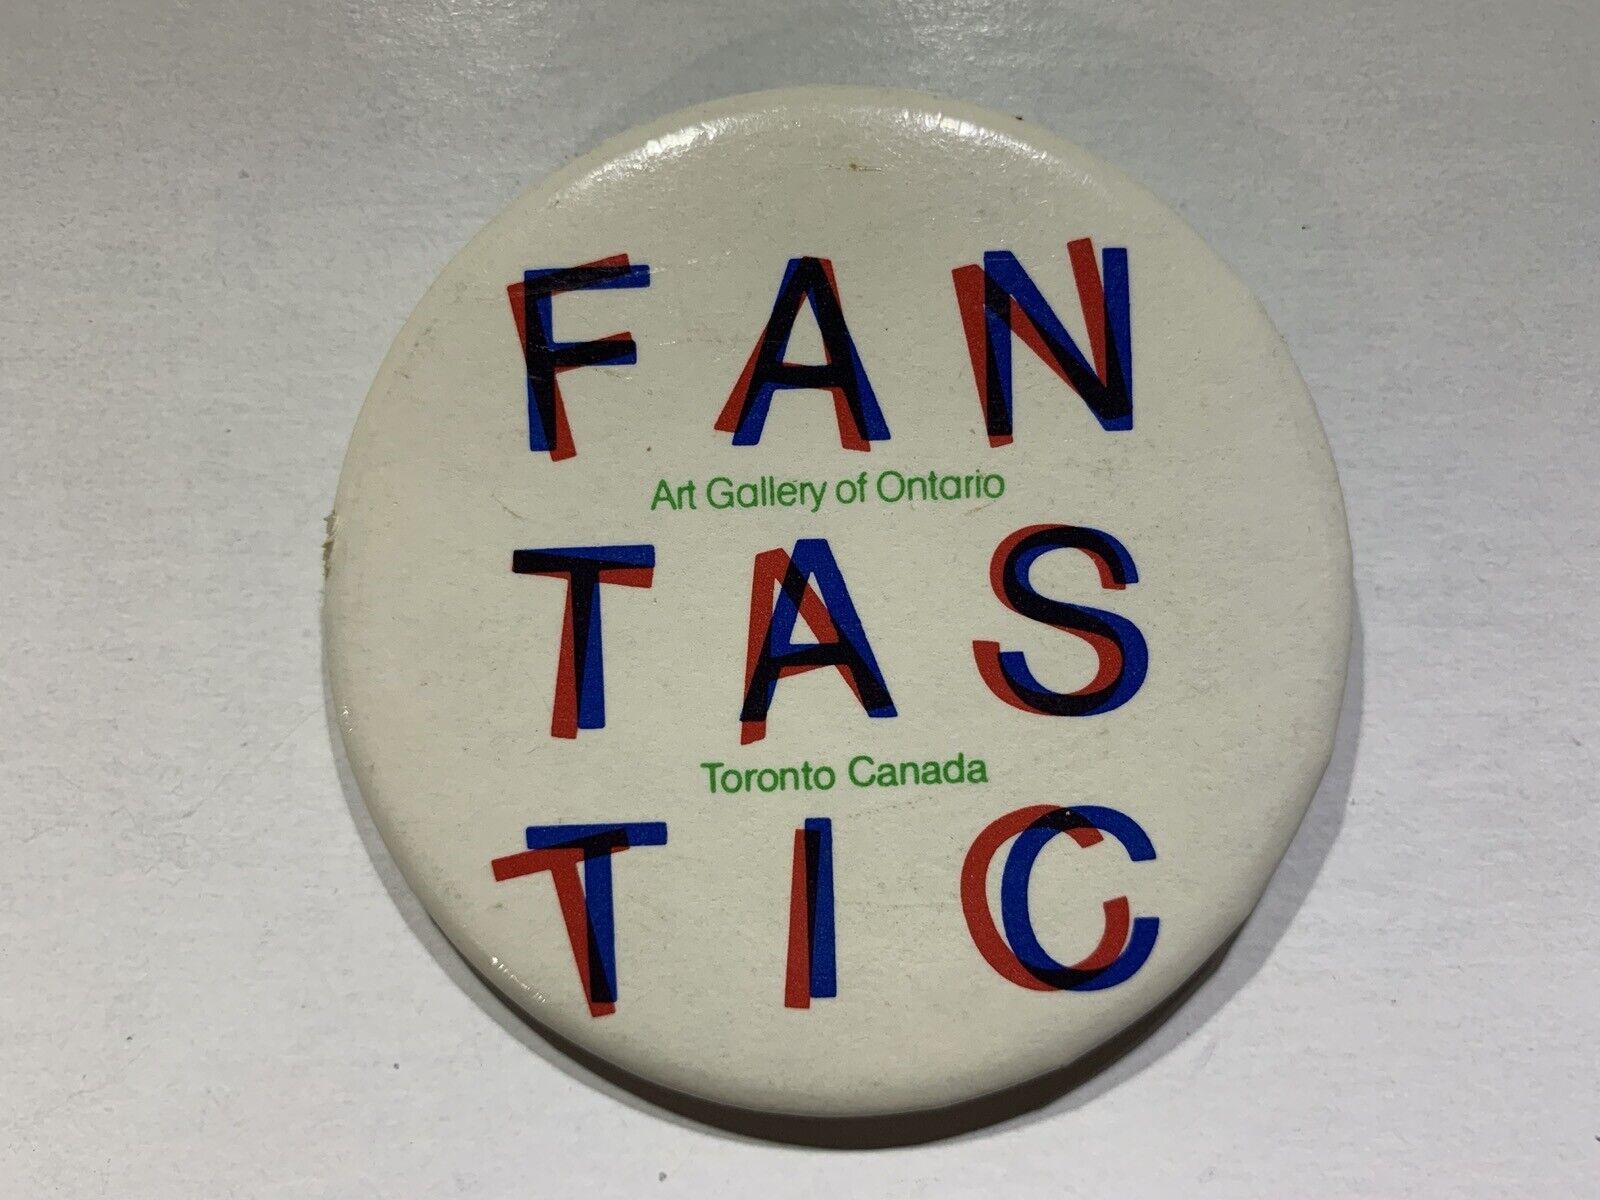 FAN
Art Gallery of Ontario
TAS
Toronto Canada
TIC